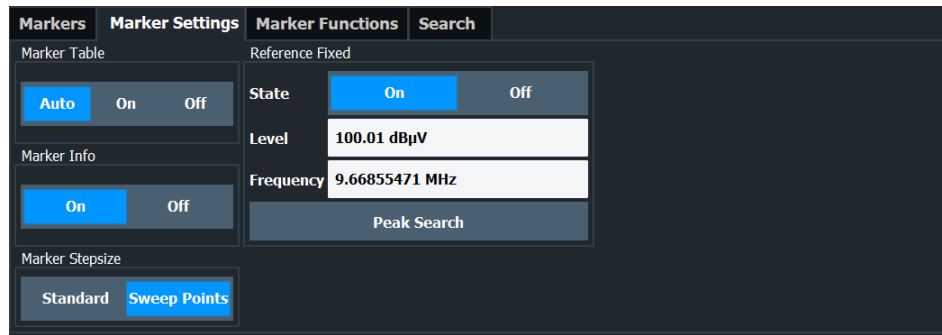 Markers Marker Settings Marker Functions Search
Marker Table
Auto On Off
Marker Info
On Off
Marker Stepsize
Standard Sweep Points
Reference Fixed
State On Off
Level 100.01 dBµV
Frequency 9.66855471 MHz
Peak Search